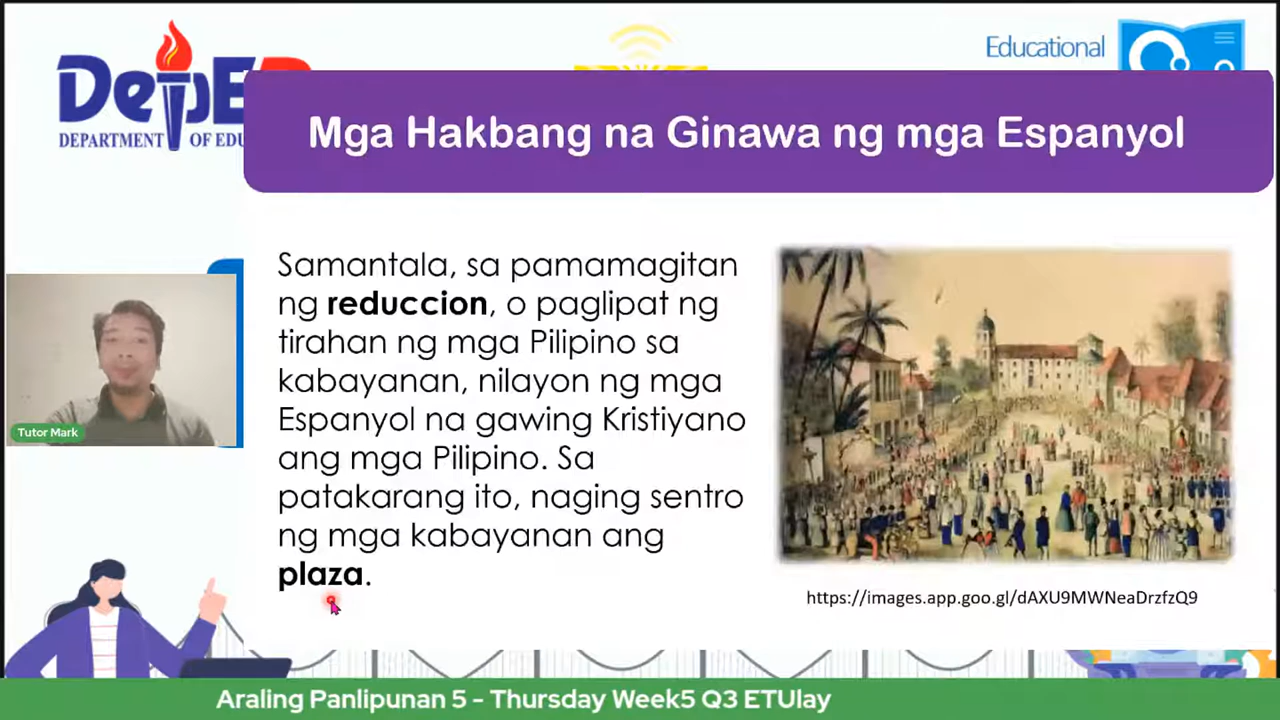 DepE
DEPARTMENT OF EDU
Educational
Mga Hakbang na Ginawa ng mga Espanyol
Samantala, sa pamamagitan
ng reduccion, o paglipat ng
tirahan ng mga Pilipino sa
kabayanan, nilayon ng mga
Espanyol na gawing Kristiyano
ang mga Pilipino. Sa
patakarang ito, naging sentro
ng mga kabayanan ang
plaza.
https://images.app.goo.gl/dAXU9MWNeaDrzfzQ9
Tutor Mark
Araling Panlipunan 5 - Thursday Week5 Q3 ETUlay